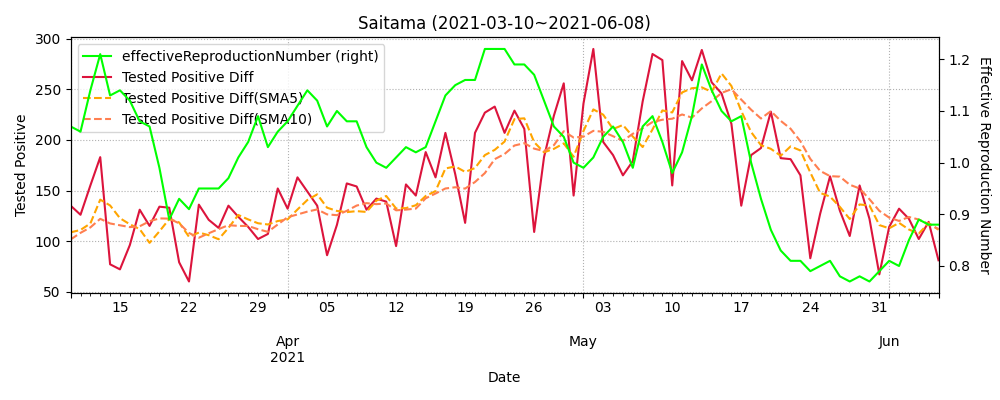 Saitama (2021-03-10~2021-06-08)
effectiveReproductionNumber (right)
Tested Positive Diff
Tested Positive Diff(SMA5)
Tested Positive Diff(SMA10)
Tested Positive
300
250
200
150
100
50
1.2
1.1
1.0
0.9
0.8
Effective Reproduction Number
15 22 29 05 12 19 26 03 10 17 24 31
Apr May Jun
2021
Date